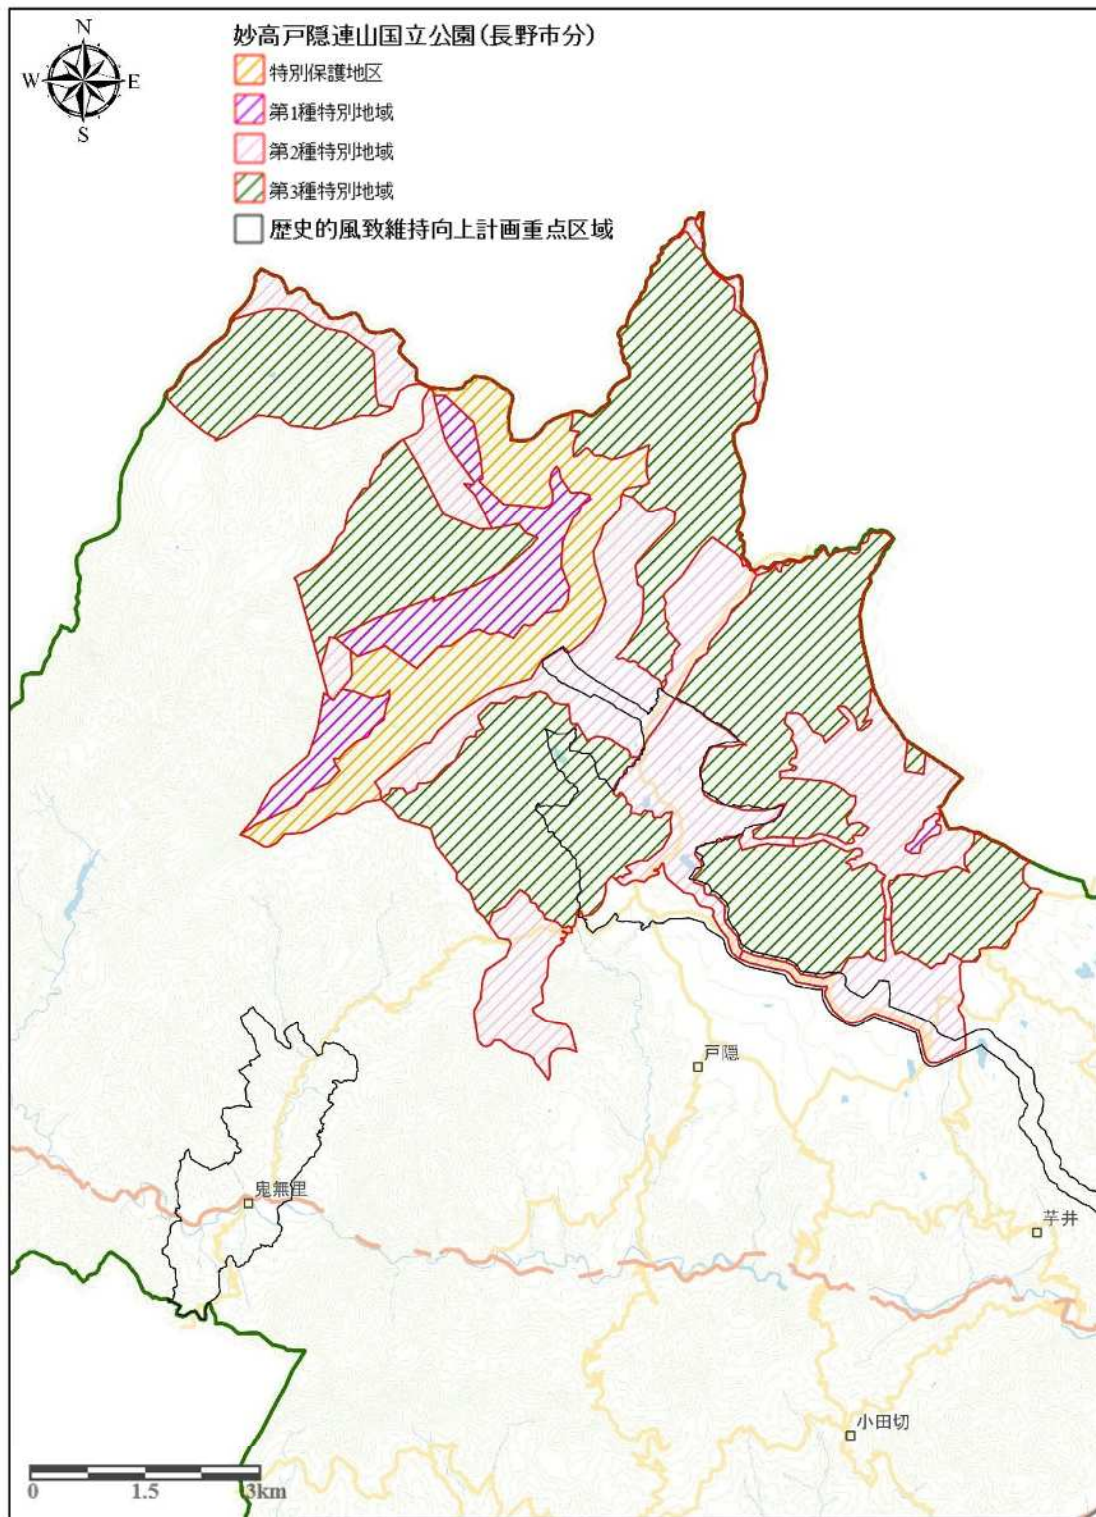 N
W E
S
妙高戸隠連山国立公園(長野市分)
特別保護地区
第1種特別地域
第2種特別地域
第3種特別地域
歴史的風致維持向上計画重点区域
戸隠
鬼無里
芋井
小田切
0 1.5 3km